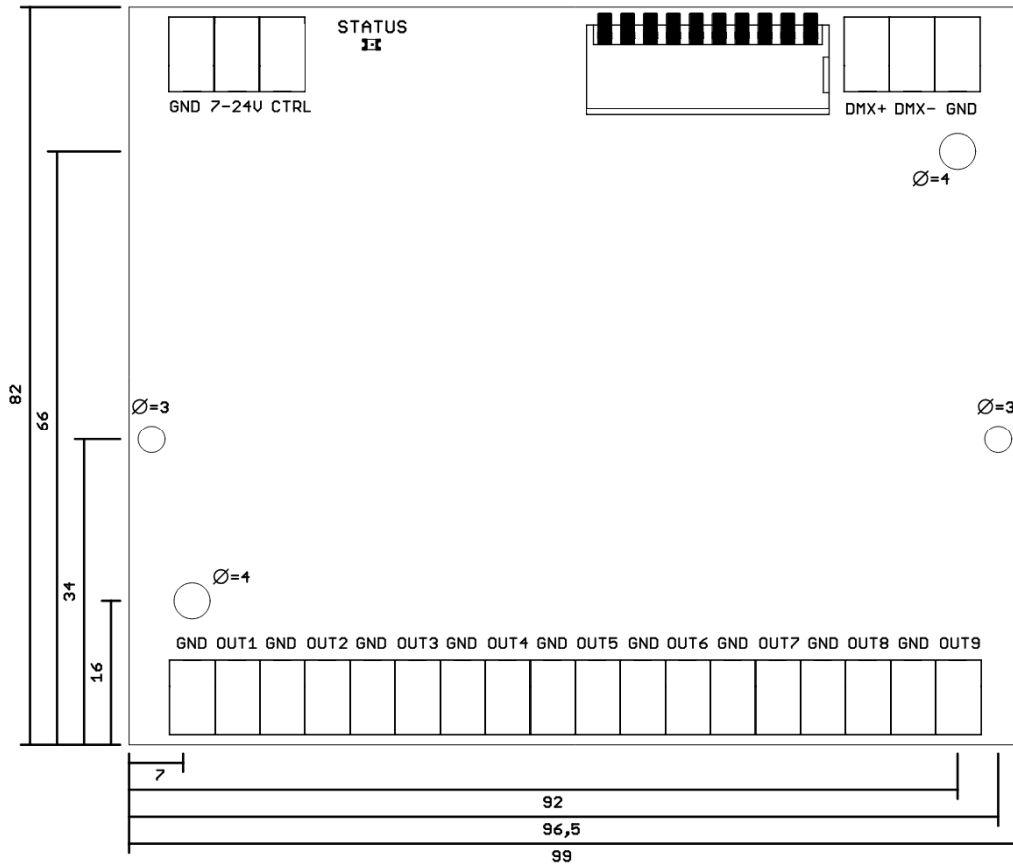 STATUS
GND 7-24V CTRL
DMX+ DMX- GND
Ø=4
82
66
Ø=3
Ø=3
34
Ø=4
16
GND OUT1 GND OUT2 GND OUT3 GND OUT4 GND OUT5 GND OUT6 GND OUT7 GND OUT8 GND OUT9
7
92
96,5
99